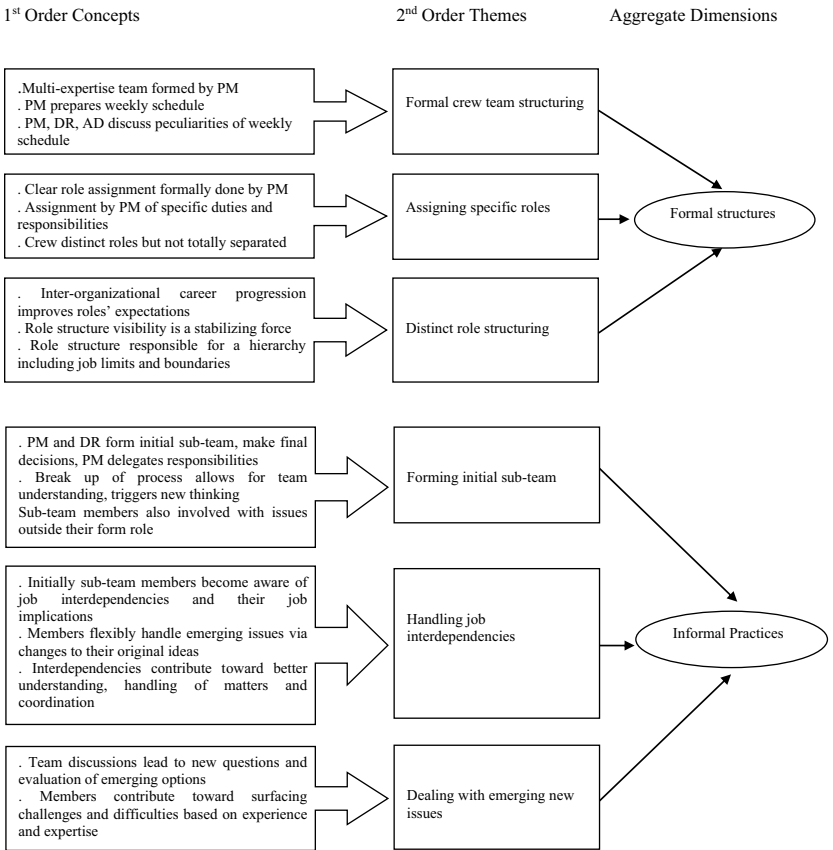 1st Order Concepts
2nd Order Themes
Aggregate Dimensions
.Multi-expertise team formed by PM
. PM prepares weekly schedule
. PM, DR, AD discuss peculiarities of weekly
schedule
Formal crew team structuring
. Clear role assignment formally done by PM
. Assignment by PM of specific duties and
responsibilities
. Crew distinct roles but not totally separated
Assigning specific roles
Formal structures
. Inter-organizational career progression
improves roles’ expectations
. Role structure visibility is a stabilizing force
. Role structure responsible for a hierarchy
including job limits and boundaries
Distinct role structuring
. PM and DR form initial sub-team, make final
decisions, PM delegates responsibilities
. Break up of process allows for team
understanding, triggers new thinking
Sub-team members also involved with issues
outside their form role
Forming initial sub-team
. Initially sub-team members become aware of
job interdependencies and their job
implications
. Members flexibly handle emerging issues via
changes to their original ideas
. Interdependencies contribute toward better
understanding, handling of matters and
coordination
Handling job
interdependencies
Informal Practices
. Team discussions lead to new questions and
evaluation of emerging options
. Members contribute toward surfacing
challenges and difficulties based on experience
and expertise
Dealing with emerging new
issues